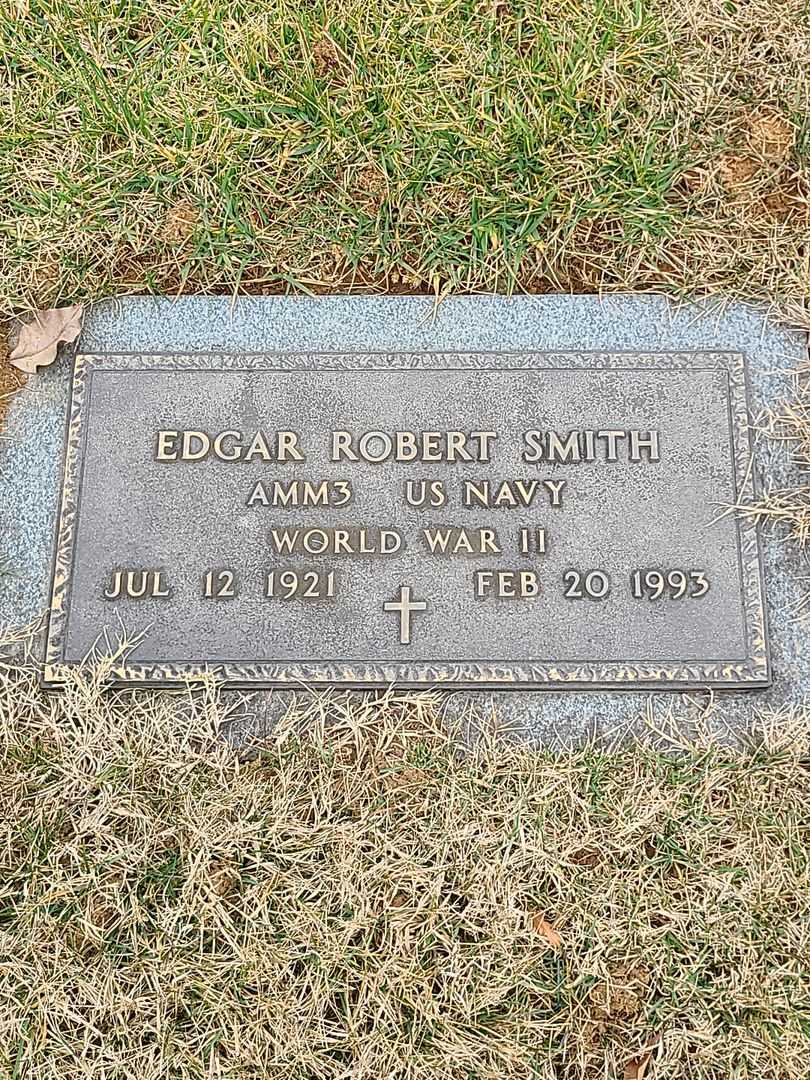 EDGAR ROBERT SMITH
AMM3 US NAVY
WORLD WAR II
JUL 12 1921 FEB 20 1993